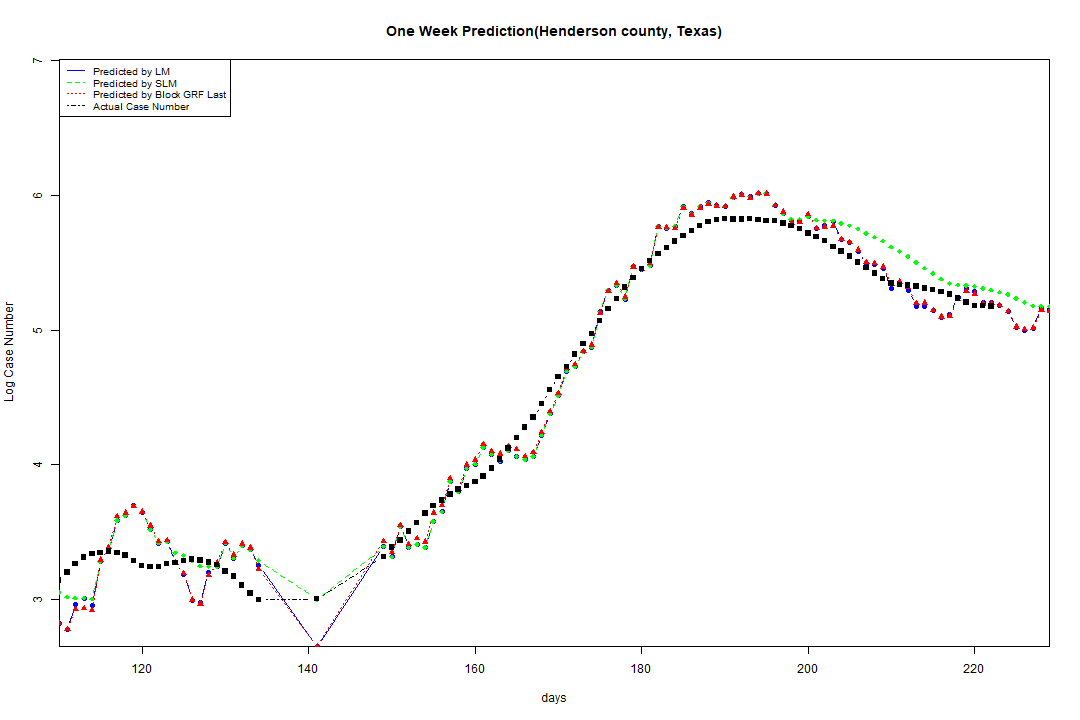 One Week Prediction(Henderson county, Texas)
Predicted by LM
Predicted by SLM
Predicted by Block GRF Last
Actual Case Number
7
6
5
4
3
Log Case Number
120 140 160 180 200 220
days